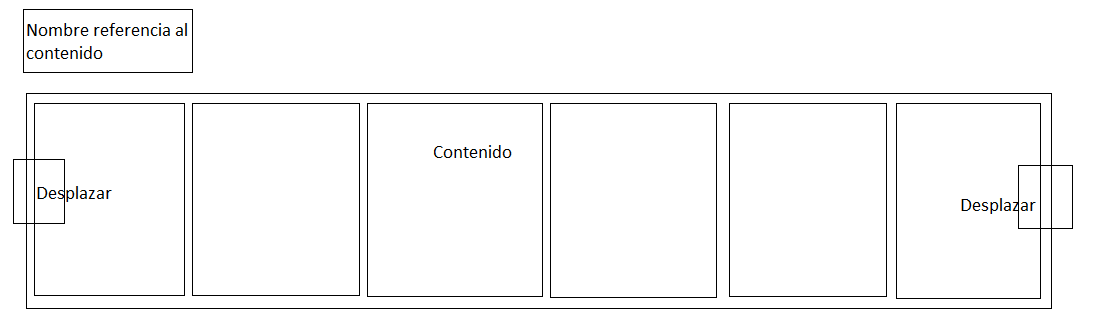 Nombre referencia al
contenido
Contenido
Desplazar
Desplazar